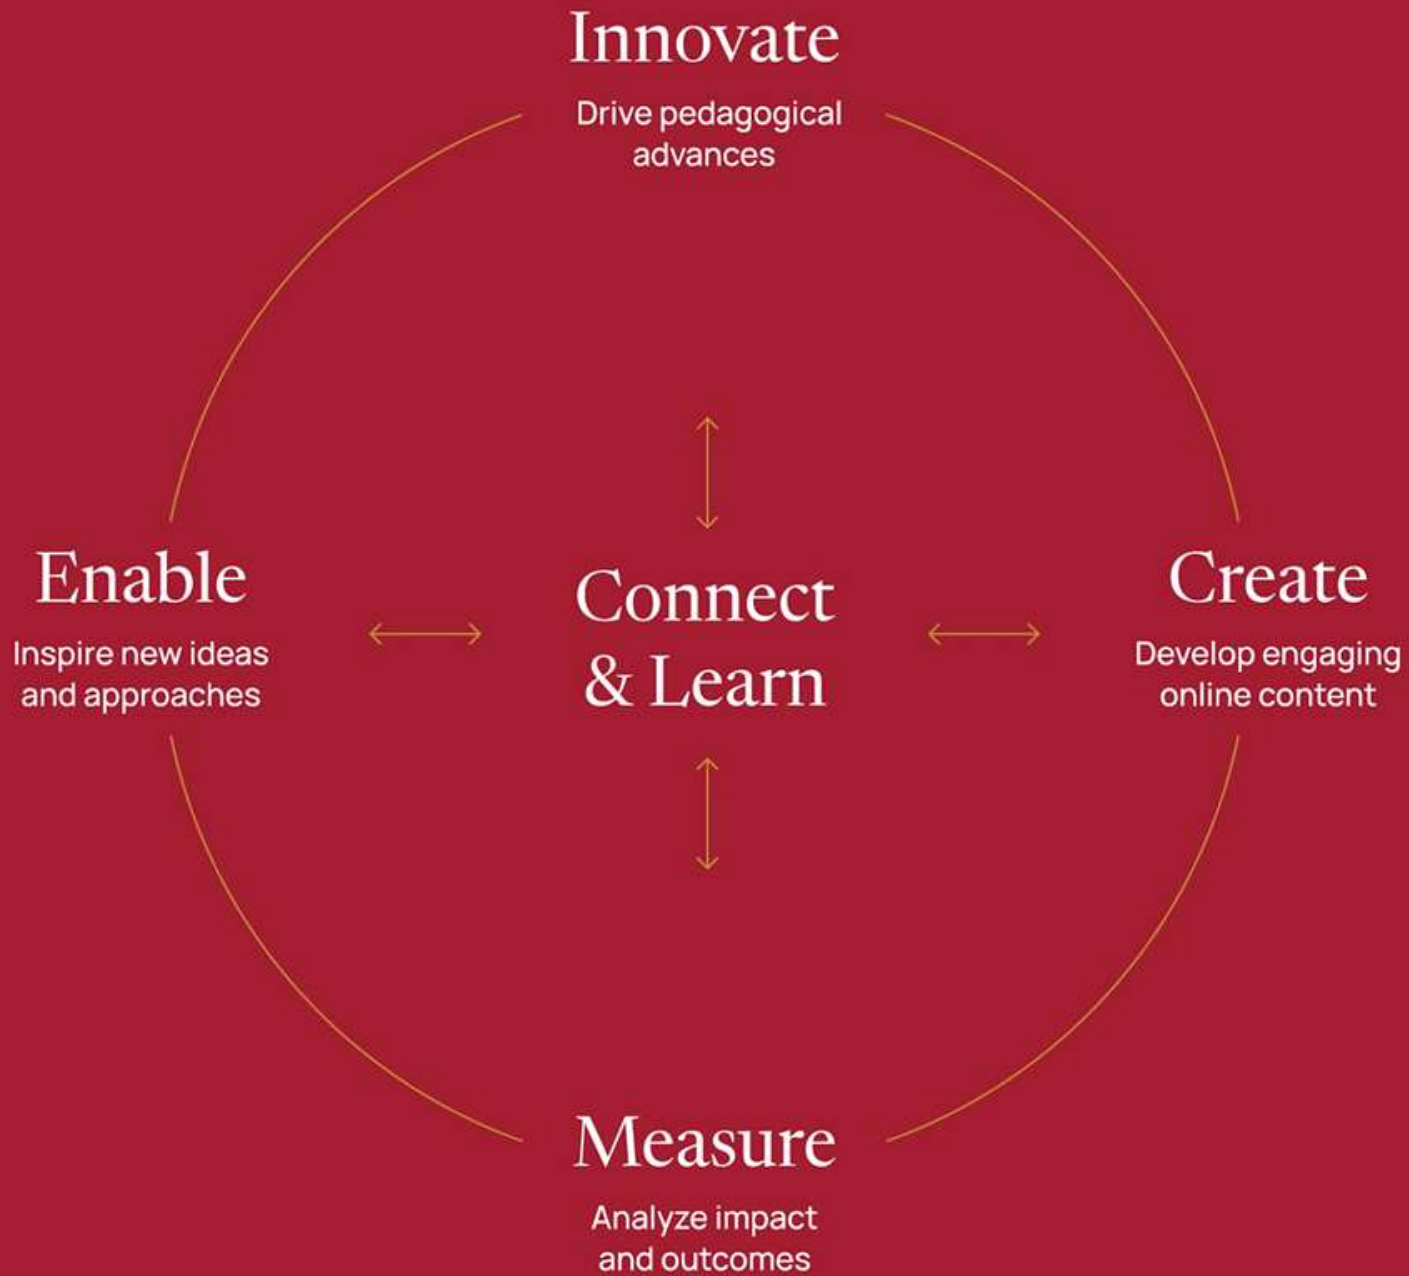 Innovate
Drive pedagogical
advances
Enable
Inspire new ideas
and approaches
Connect
& Learn
Create
Develop engaging
online content
Measure
Analyze impact
and outcomes